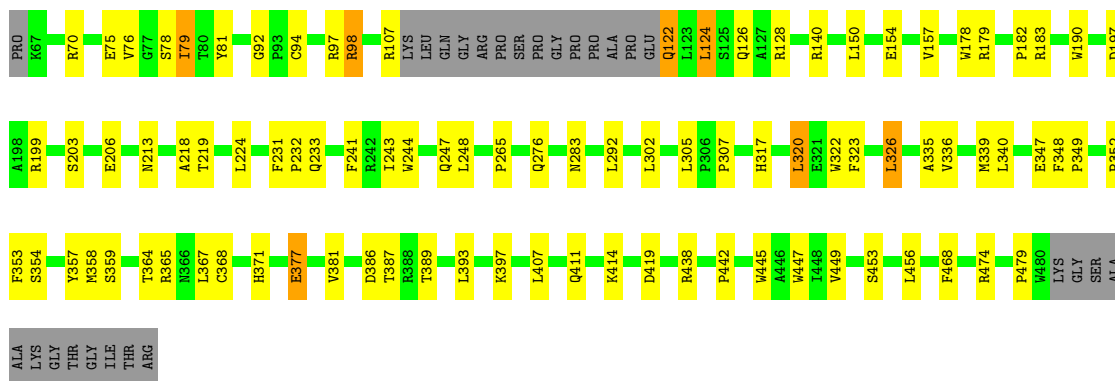 PRO K67 R70 E75 V76 G77 S78 I79 T80 Y81 G92 P93 C94 R97 R98 R107 LYS LEU GLN GLY ARG PRO SER PRO GLY PRO PRO ALA PRO GLU Q122 L123 L124 S125 Q126 A127 R128 R140 L150 E154 V157 W178 R179 P182 R183 W190
A198 R199 S203 E206 N213 A218 T219 L224 F231 P232 Q233 F241 R242 I243 W244 Q247 L248 P265 Q276 N283 L292 L302 L305 P306 P307 H317 L320 E321 W322 F323 L326 A335 V336 M339 L340 E347 F348 P349
F353 S354 Y357 M358 S359 T364 R365 N366 L367 C368 H371 E377 V381 D386 T387 R388 T389 L393 K397 L407 Q411 K414 D419 R438 P442 W445 A446 W447 I448 V449 S453 L456 F468 R474 P479 W480 LYS GLY SER ALA
ALA LYS GLY THR GLY ILE THR ARG